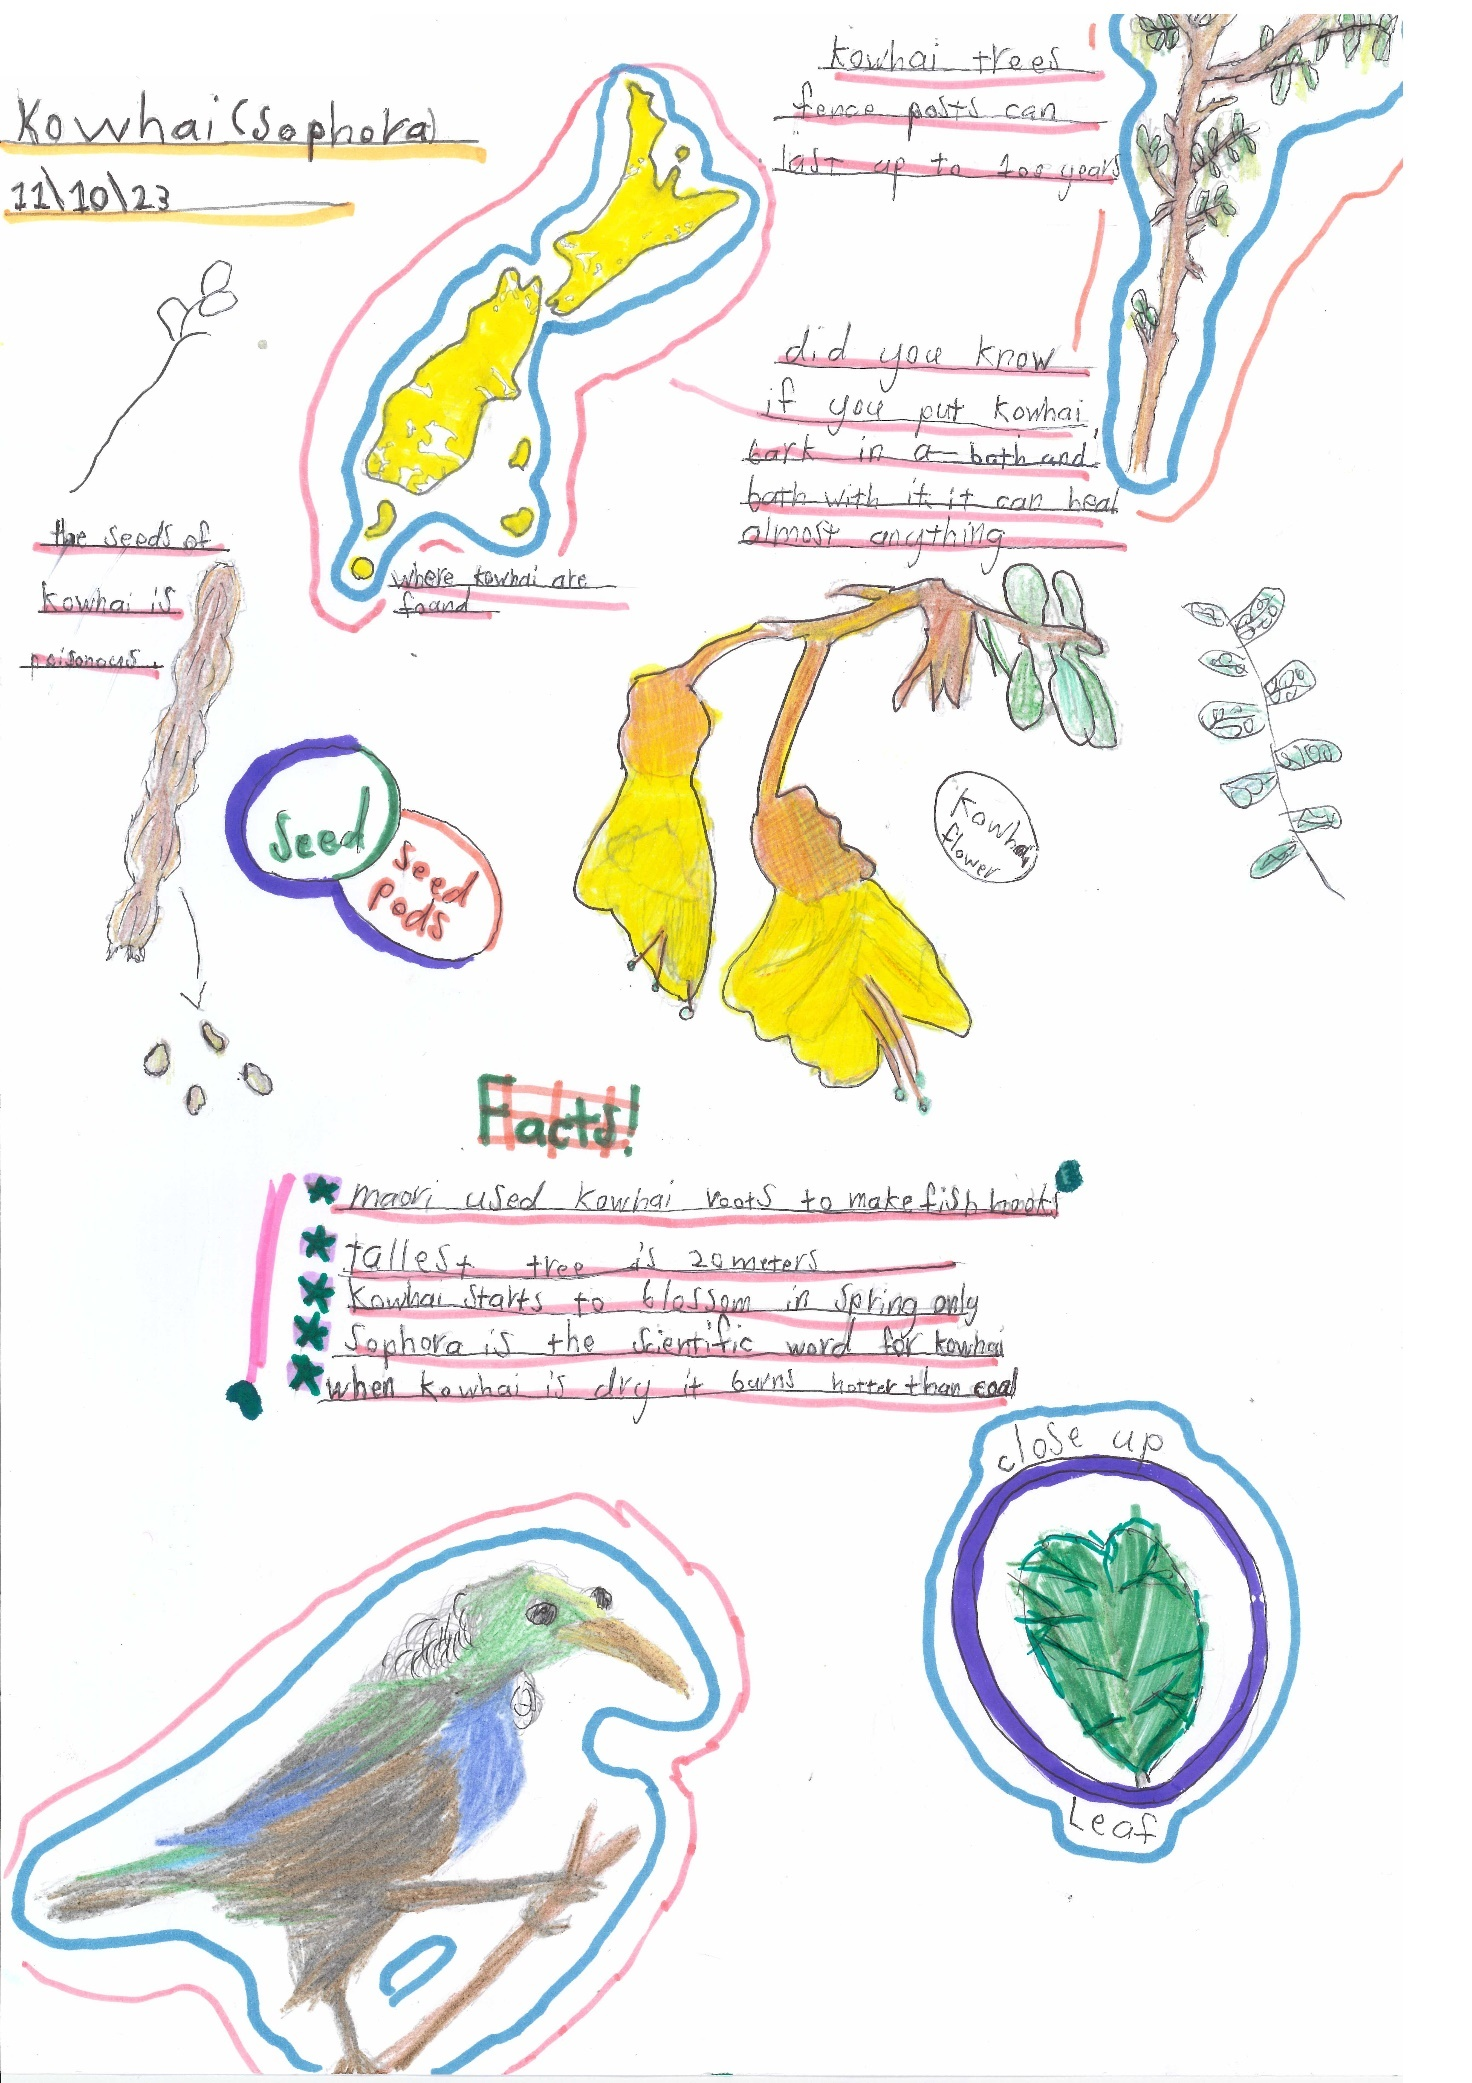 Kowhai (Sophora)
11\10\23
Kowhai trees
fence posts can
last up to 100 years
did you know
if you put Kowhai
bark in a bath and
bath with it it can heal
almost anything
where kowhai are
found
the seeds of
Kowhai is
poisonous.
seed
seed
pods
Kowhai
flower
Facts!
maori used kowhai roots to make fish hooks
tallest tree is 20 meters
Kowhai starts to blossom in spring only
Sophora is the scientific word for kowhai
when kowhai is dry it burns hotter than coal
close up
Leaf